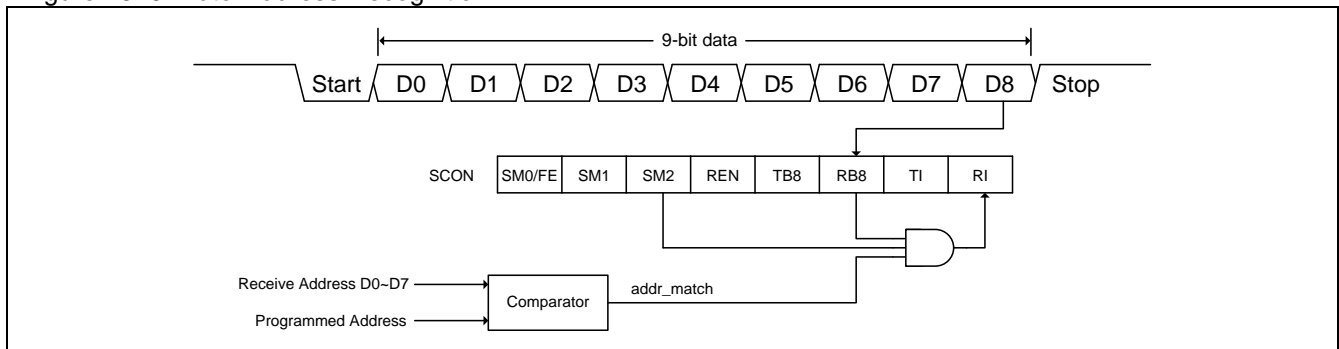 9-bit data
Start D0 D1 D2 D3 D4 D5 D6 D7 D8 Stop
SCON SM0/FE SM1 SM2 REN TB8 RB8 TI RI
Receive Address D0~D7
Comparator
addr_match
Programmed Address